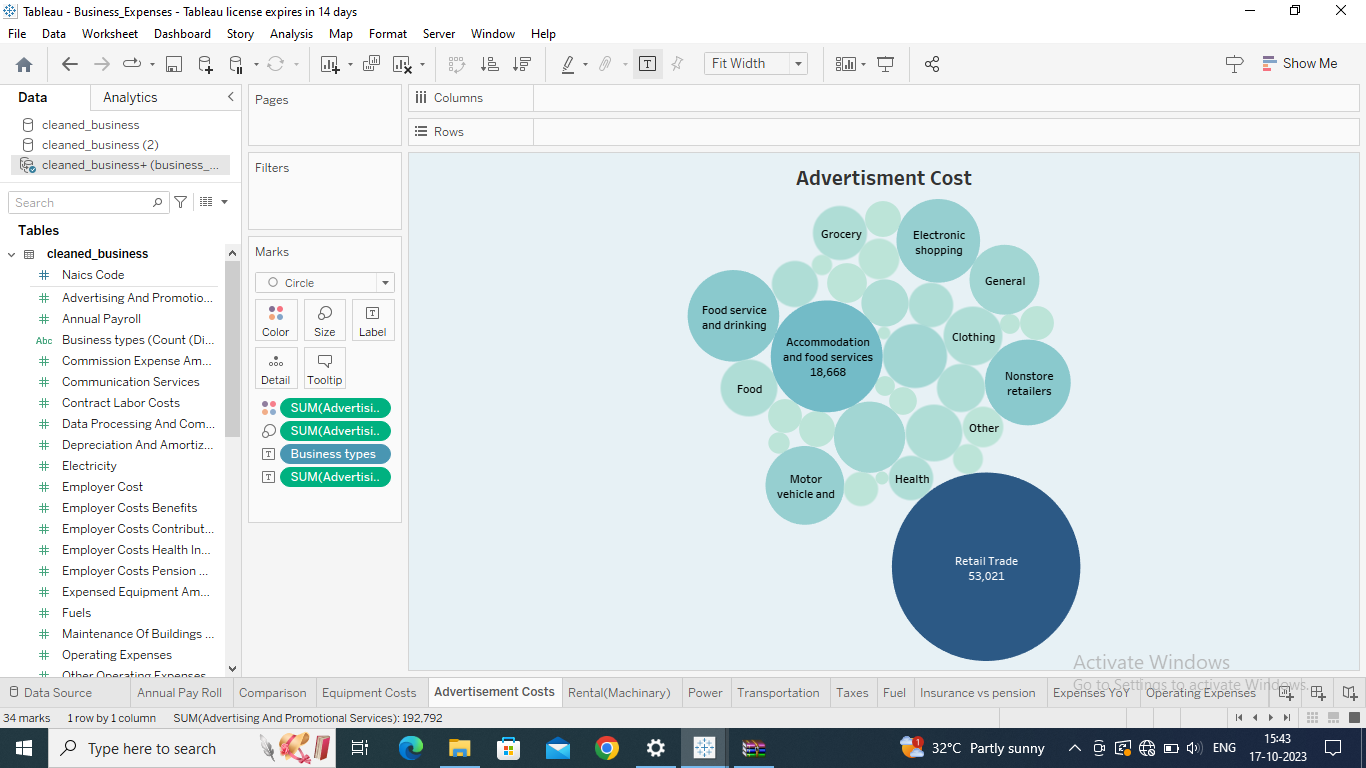 Tableau - Business_Expenses - Tableau license expires in 14 days
File Data Worksheet Dashboard Story Analysis Map Format Server Window Help
Fit Width
Show Me
Data Analytics
cleaned_business
cleaned_business (2)
cleaned_business+ (business_...
Search
Tables
cleaned_business
Naics Code
Advertising And Promotio...
Annual Payroll
Abc Business types (Count (Di...
Commission Expense Am...
Communication Services
Contract Labor Costs
Data Processing And Com...
Depreciation And Amortiz...
Electricity
Employer Cost
Employer Costs Benefits
Employer Costs Contribut...
Employer Costs Health In...
Employer Costs Pension ...
Expensed Equipment Am...
Fuels
Maintenance Of Buildings ...
Operating Expenses
Other Operating Expenses
Pages
Filters
Marks
Circle
Color Size Label
Detail Tooltip
SUM(Advertisi..
SUM(Advertisi..
Business types
SUM(Advertisi..
Columns
Rows
Advertisment Cost
Grocery
Electronic
shopping
General
Food service
and drinking
Clothing
Accommodation
and food services
18,668
Nonstore
retailers
Food
Other
Motor
vehicle and
Health
Retail Trade
53,021
Activate Windows
Go to Settings to activate Windows.
Data Source Annual Pay Roll Comparison Equipment Costs Advertisement Costs Rental(Machinary) Power Transportation Taxes Fuel Insurance vs pension Expenses YoY Operating Expenses
34 marks 1 row by 1 column SUM(Advertising And Promotional Services): 192,792
Type here to search
1 32°C Partly sunny
ENG
15:43
17-10-2023